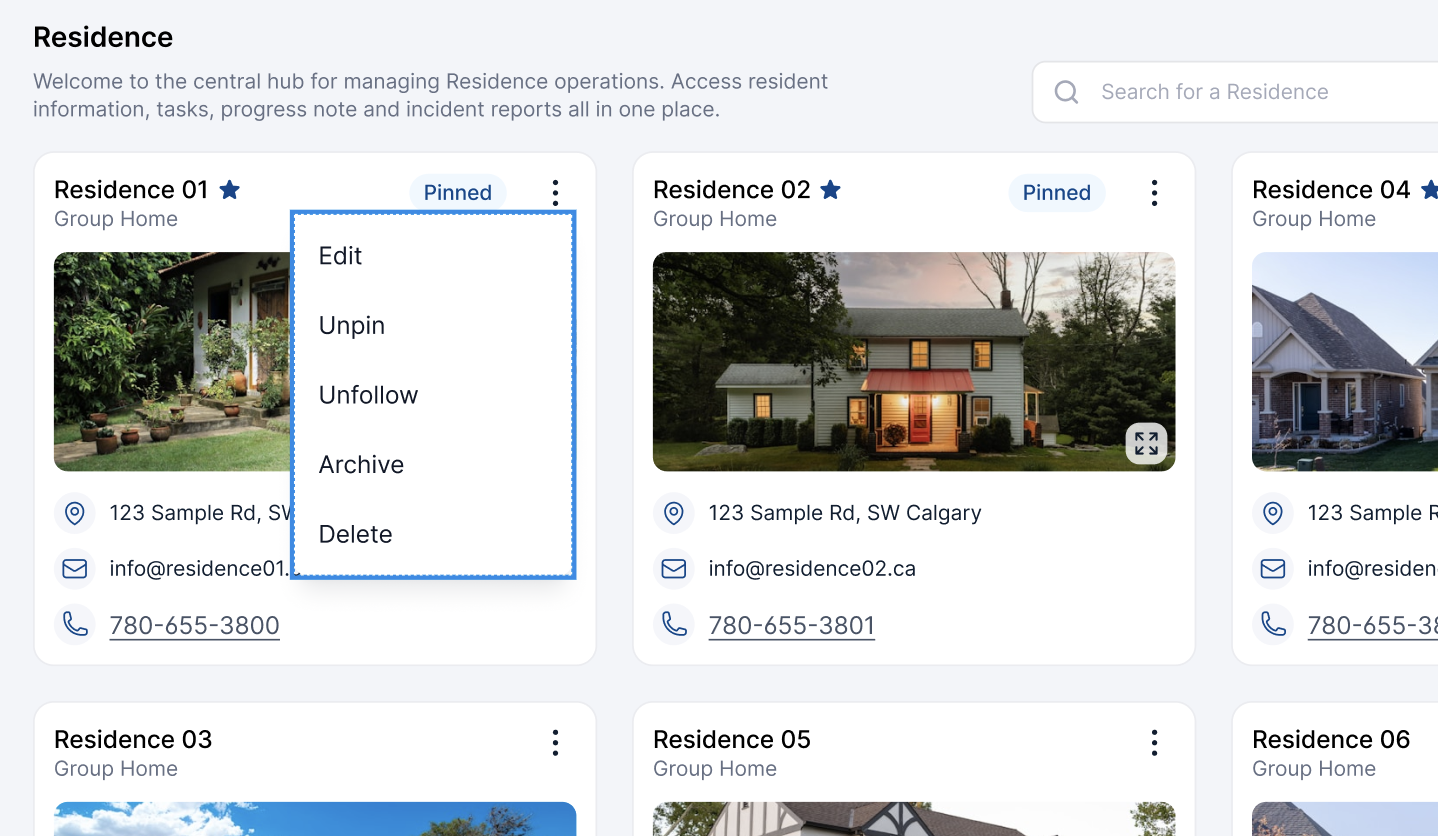 Residence
Welcome to the central hub for managing Residence operations. Access resident
information, tasks, progress note and incident reports all in one place.
Search for a Residence
Residence 01
Pinned
Group Home
Edit
Unpin
Unfollow
Archive
Delete
123 Sample Rd, SW
info@residence01.
780-655-3800
Residence 02
Pinned
Group Home
123 Sample Rd, SW Calgary
info@residence02.ca
780-655-3801
Residence 04
Group Home
123 Sample R
info@residen
780-655-38
Residence 03
Group Home
Residence 05
Group Home
Residence 06
Group Home